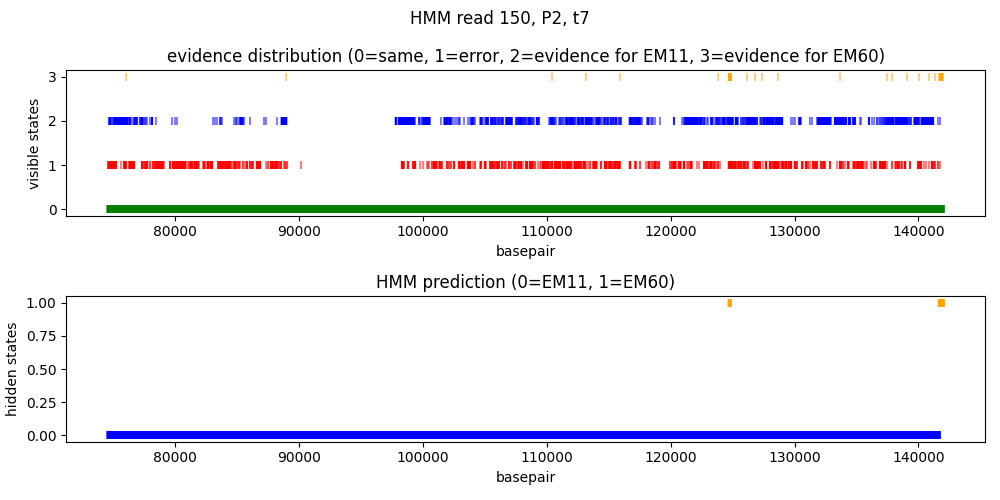 HMM read 150, P2, t7
evidence distribution (0=same, 1=error, 2=evidence for EM11, 3=evidence for EM60)
visible states
3
2
1
0
80000 90000 100000 110000 120000 130000 140000
basepair
HMM prediction (0=EM11, 1=EM60)
hidden states
1.00
0.75
0.50
0.25
0.00
80000 90000 100000 110000 120000 130000 140000
basepair